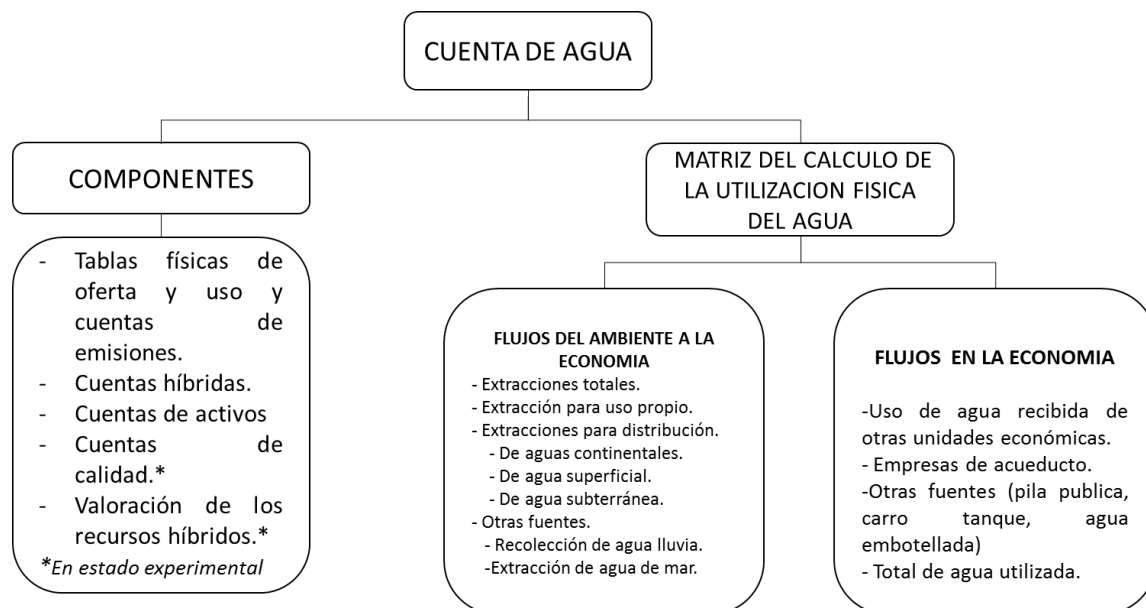 CUENTA DE AGUA
COMPONENTES
- Tablas físicas de
oferta y uso y
cuentas de
emisiones.
- Cuentas híbridas.
- Cuentas de activos
- Cuentas de
calidad.*
- Valoración de los
recursos híbridos.*
*En estado experimental
MATRIZ DEL CALCULO DE
LA UTILIZACION FISICA
DEL AGUA
FLUJOS DEL AMBIENTE A LA
ECONOMIA
- Extracciones totales.
- Extracción para uso propio.
- Extracciones para distribución.
- De aguas continentales.
- De agua superficial.
- De agua subterránea.
- Otras fuentes.
- Recolección de agua lluvia.
-Extracción de agua de mar.
FLUJOS EN LA ECONOMIA
-Uso de agua recibida de
otras unidades económicas.
- Empresas de acueducto.
-Otras fuentes (pila publica,
carro tanque, agua
embotellada)
- Total de agua utilizada.